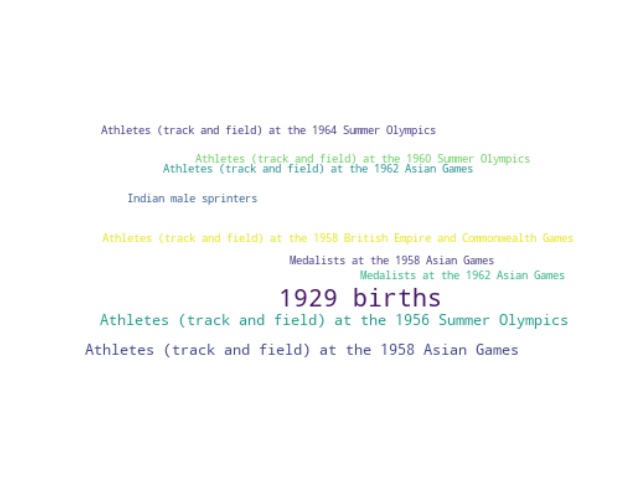 Athletes (track and field) at the 1964 Summer Olympics
Athletes (track and field) at the 1960 Summer Olympics
Athletes (track and field) at the 1962 Asian Games
Indian male sprinters
Athletes (track and field) at the 1958 British Empire and Commonwealth Games
Medalists at the 1958 Asian Games
Medalists at the 1962 Asian Games
1929 births
Athletes (track and field) at the 1956 Summer Olympics
Athletes (track and field) at the 1958 Asian Games